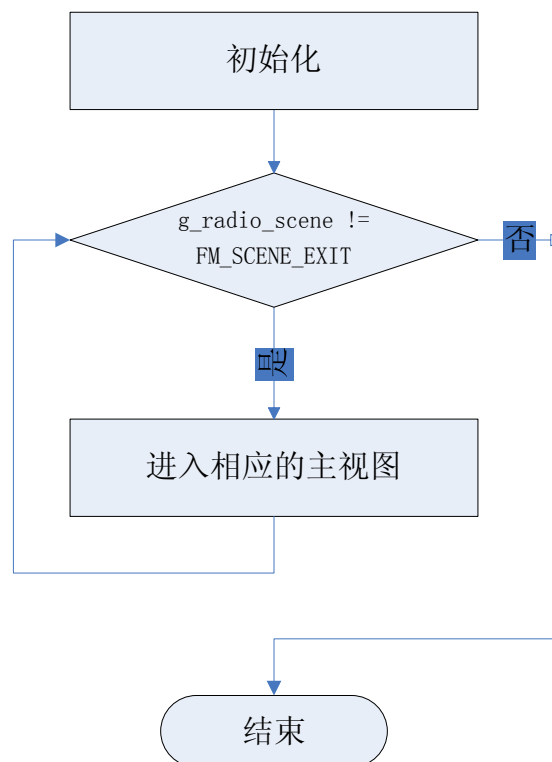 初始化
g_radio_scene !=
FM_SCENE_EXIT
否
是
进入相应的主视图
结束